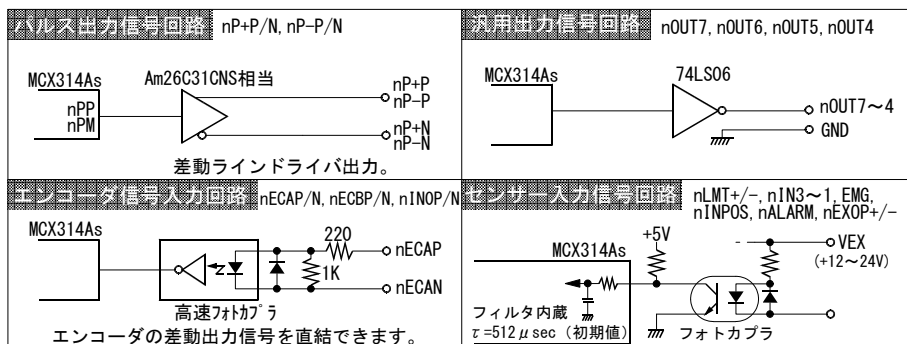 パルス出力信号回路 nP+P/N, nP-P/N
MCX314As
Am26C31CNS相当
nPP
nPM
nP+P
nP-P
nP+N
nP-N
差動ラインドライバ出力。
汎用出力信号回路 nOUT7, nOUT6, nOUT5, nOUT4
MCX314As
74LS06
nOUT7～4
GND
エンコーダ信号入力回路 nECAP/N, nECBP/N, nINOP/N
MCX314As
220
1K
nECAP
nECAN
高速フォトカプラ
エンコーダの差動出力信号を直結できます。
センサー入力信号回路 nLMT+/-, nIN3～1, EMG,
nINPOS, nALARM, nEXOP+/-
MCX314As
+5V
VEX
(+12～24V)
フィルタ内蔵
τ=512μsec（初期値）
フォトカプラ